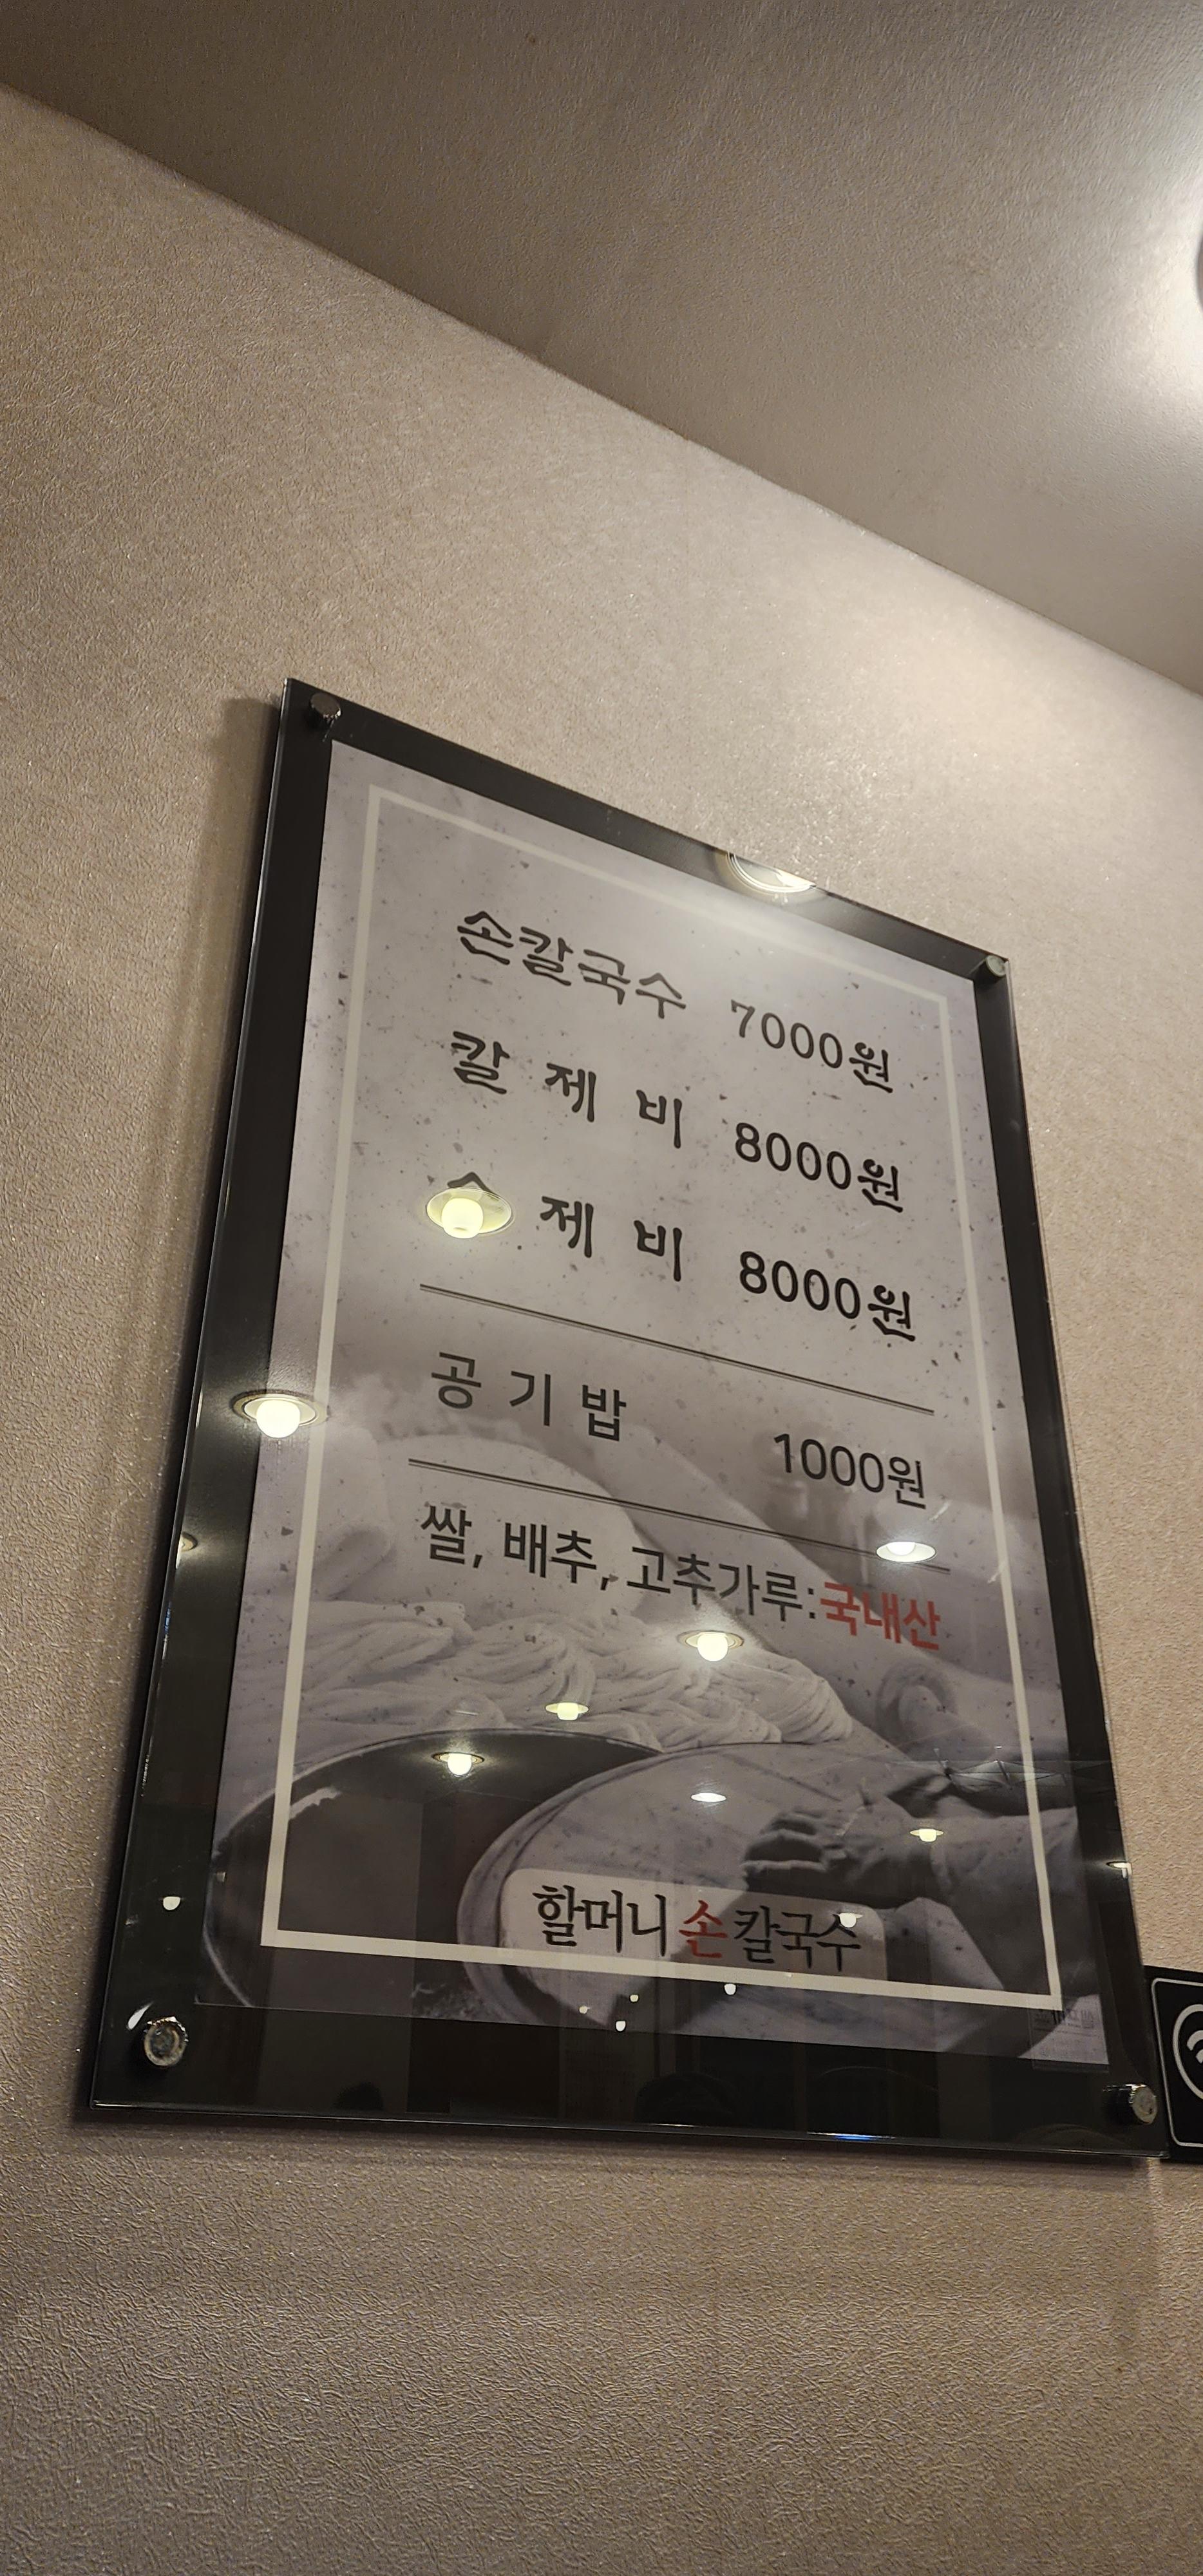 손칼국수 7000원
칼 제 비 8000원
제 비 8000원
공 기 밥 1000원
쌀, 배추, 고추가루:국내산
할머니 손 칼국수